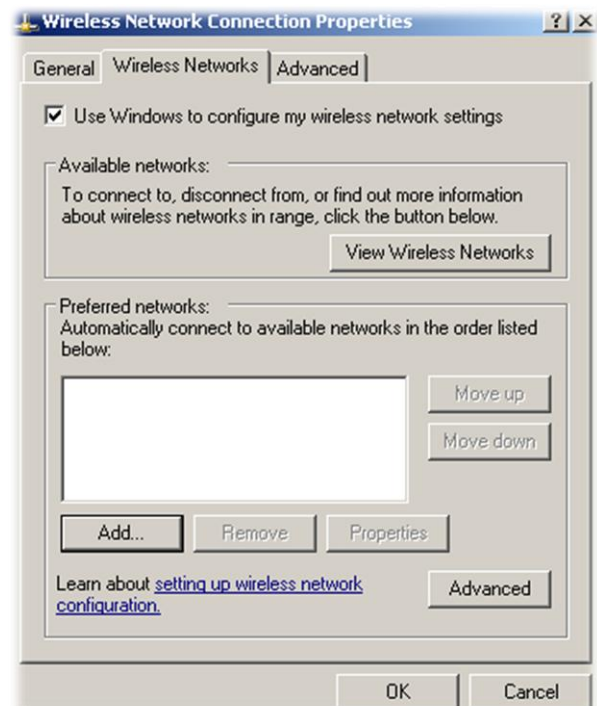 Wireless Network Connection Properties ? X
General Wireless Networks Advanced
Use Windows to configure my wireless network settings
Available networks:
To connect to, disconnect from, or find out more information
about wireless networks in range, click the button below.
View Wireless Networks
Preferred networks:
Automatically connect to available networks in the order listed
below:
Move up
Move down
Add... Remove Properties
Learn about setting up wireless network
configuration.
Advanced
OK Cancel